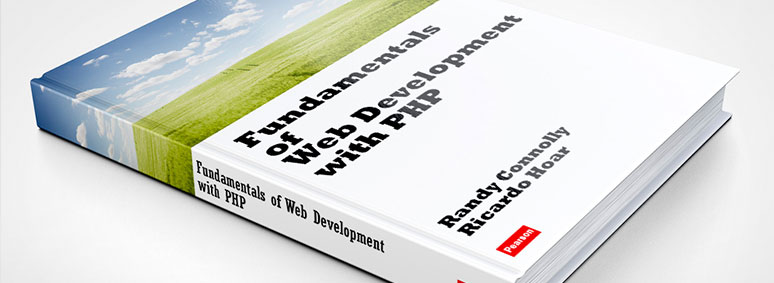 Fundamentals
of
Web Development
with PHP
Randy Connolly
Ricardo Hoar
Pearson
Fundamentals of Web Development
with PHP